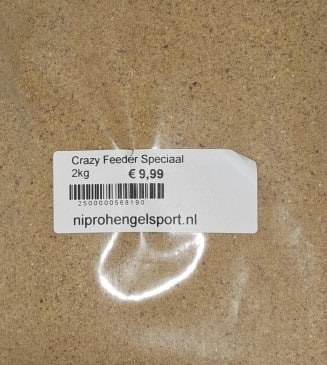 Crazy Feeder Speciaal
2kg € 9,99
2500000568190
niprohengelsport.nl